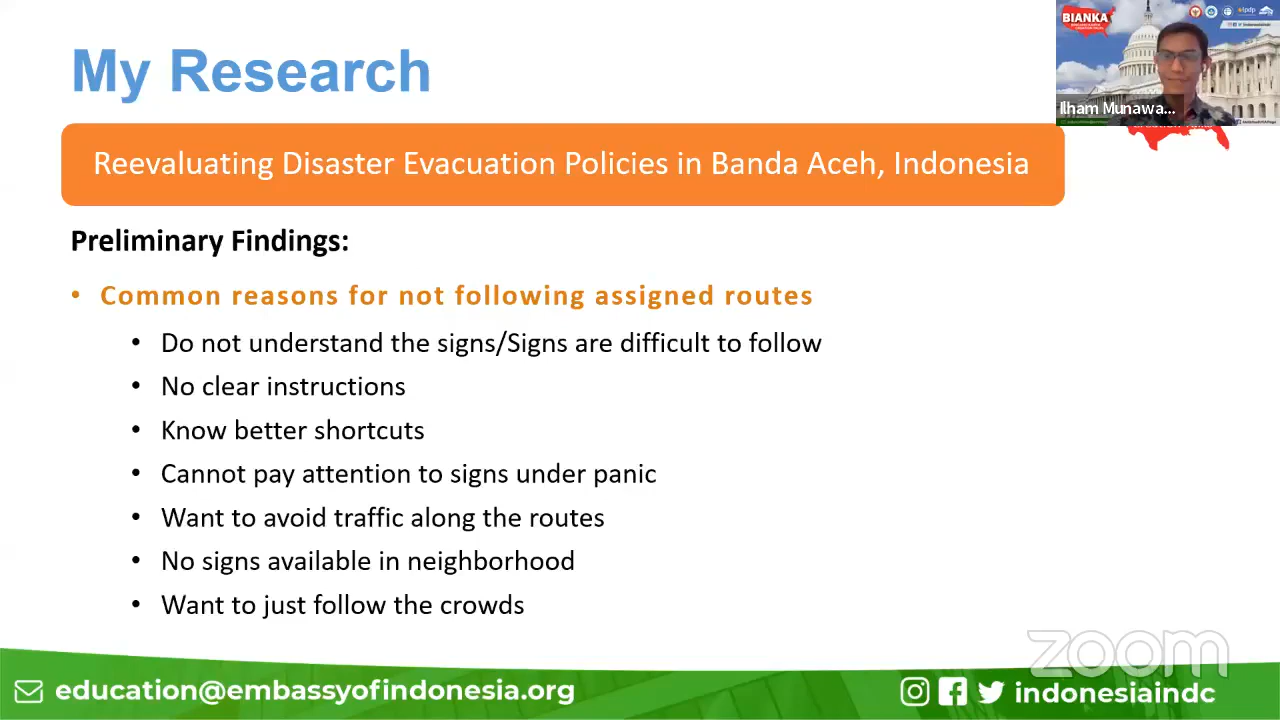 My Research
BIANKA
lpdp
Ilham Munawa...
Reevaluating Disaster Evacuation Policies in Banda Aceh, Indonesia
Preliminary Findings:
• Common reasons for not following assigned routes
• Do not understand the signs/Signs are difficult to follow
• No clear instructions
• Know better shortcuts
• Cannot pay attention to signs under panic
• Want to avoid traffic along the routes
• No signs available in neighborhood
• Want to just follow the crowds
zoom
education@embassyofindonesia.org
indonesiaindc